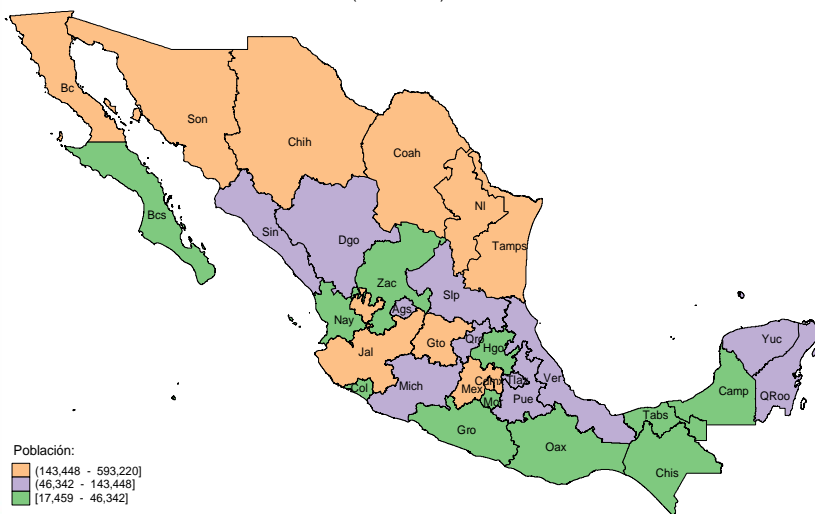 Bc
Son
Chih
Coah
Nl
Bcs
Sin
Dgo
Tamps
Zac
Slp
Ags
Nay
Jal
Gto
Qro
Hgo
Yuc
Col
Mich
Mex
Cdmx
Tlax
Ver
Mor
Pue
Camp
QRoo
Gro
Oax
Tabs
Chis
Población:
(143,448 - 593,220]
(46,342 - 143,448]
[17,459 - 46,342]